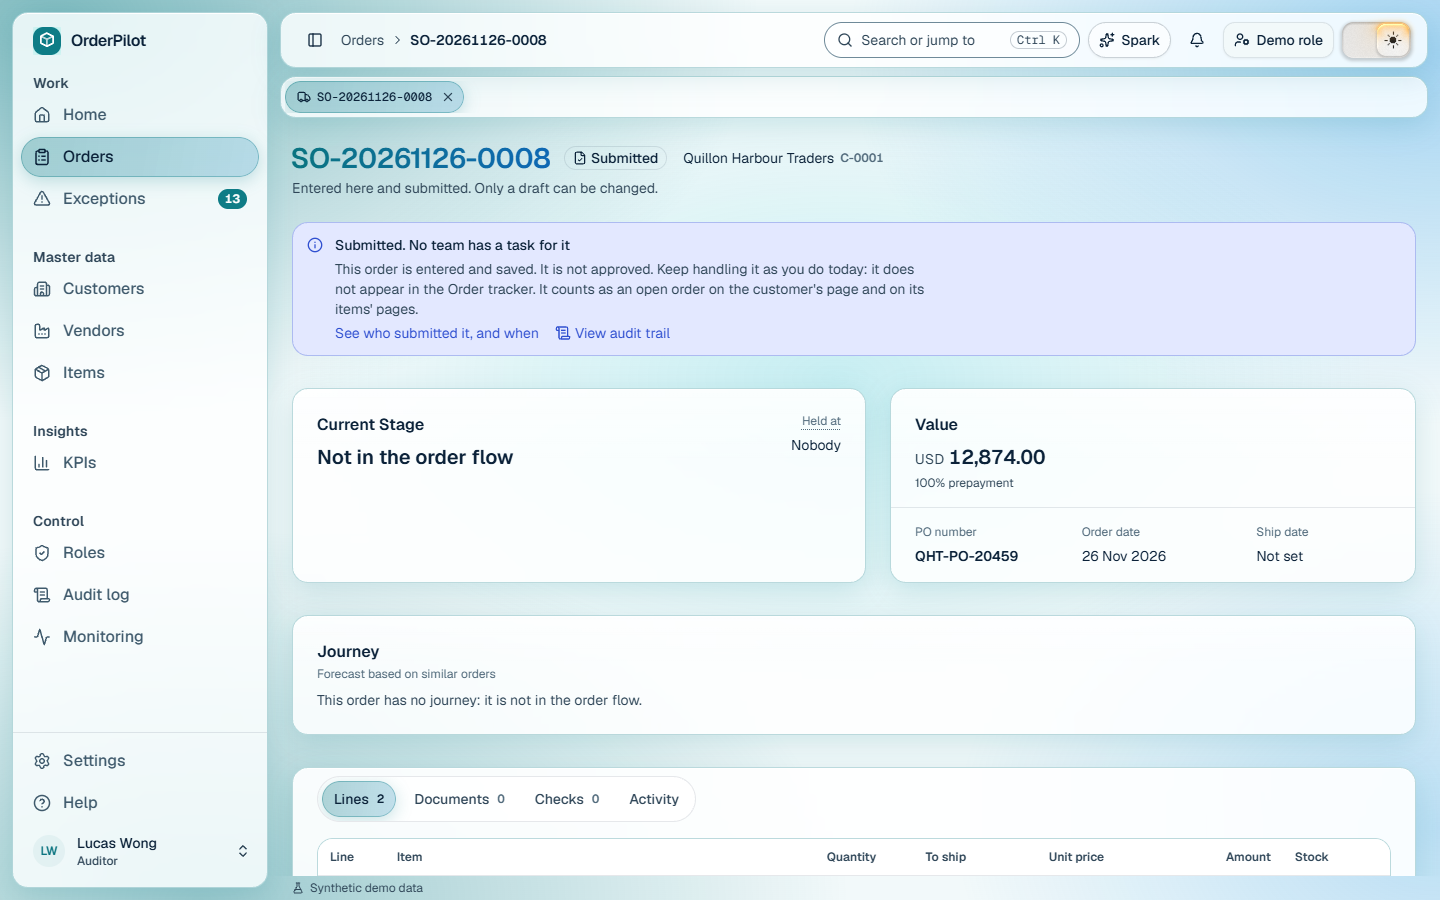 OrderPilot
Work
Home
Orders
Exceptions 13
Master data
Customers
Vendors
Items
Insights
KPIs
Control
Roles
Audit log
Monitoring
Settings
Help
LW
Lucas Wong
Auditor
Orders > SO-20261126-0008
Search or jump to Ctrl K
Spark
Demo role
SO-20261126-0008
SO-20261126-0008 Submitted Quillon Harbour Traders C-0001
Entered here and submitted. Only a draft can be changed.
Submitted. No team has a task for it
This order is entered and saved. It is not approved. Keep handling it as you do today: it does
not appear in the Order tracker. It counts as an open order on the customer's page and on its
items' pages.
See who submitted it, and when View audit trail
Current Stage
Not in the order flow
Held at
Nobody
Value
USD 12,874.00
100% prepayment
PO number Order date Ship date
QHT-PO-20459 26 Nov 2026 Not set
Journey
Forecast based on similar orders
This order has no journey: it is not in the order flow.
Lines 2 Documents 0 Checks 0 Activity
Line Item Quantity To ship Unit price Amount Stock
Synthetic demo data